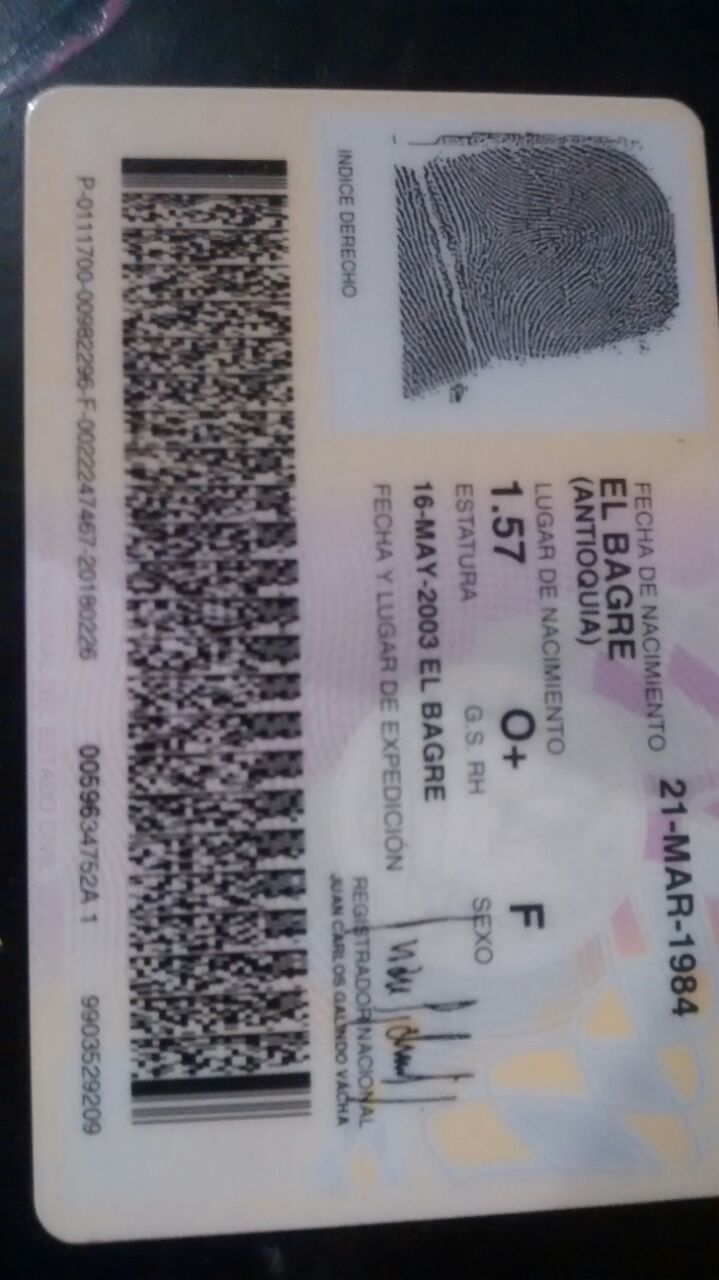 FECHA DE NACIMIENTO 21-MAR-1984
EL BAGRE
(ANTIOQUIA)
LUGAR DE NACIMIENTO
1.57 O+ F
ESTATURA G.S. RH SEXO
16-MAY-2003 EL BAGRE
FECHA Y LUGAR DE EXPEDICIÓN
INDICE DERECHO
REGISTRADOR NACIONAL
JUAN CARLOS GALINDO VACHA
P-0111700-00982296-F-0022247467-20180226 0059634752A 1 9903529209